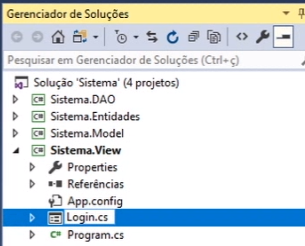 Gerenciador de Soluções
Pesquisar em Gerenciador de Soluções (Ctrl+ç)
Solução 'Sistema' (4 projetos)
C# Sistema.DAO
C# Sistema.Entidades
C# Sistema.Model
C# Sistema.View
Properties
Referências
App.config
Login.cs
C# Program.cs